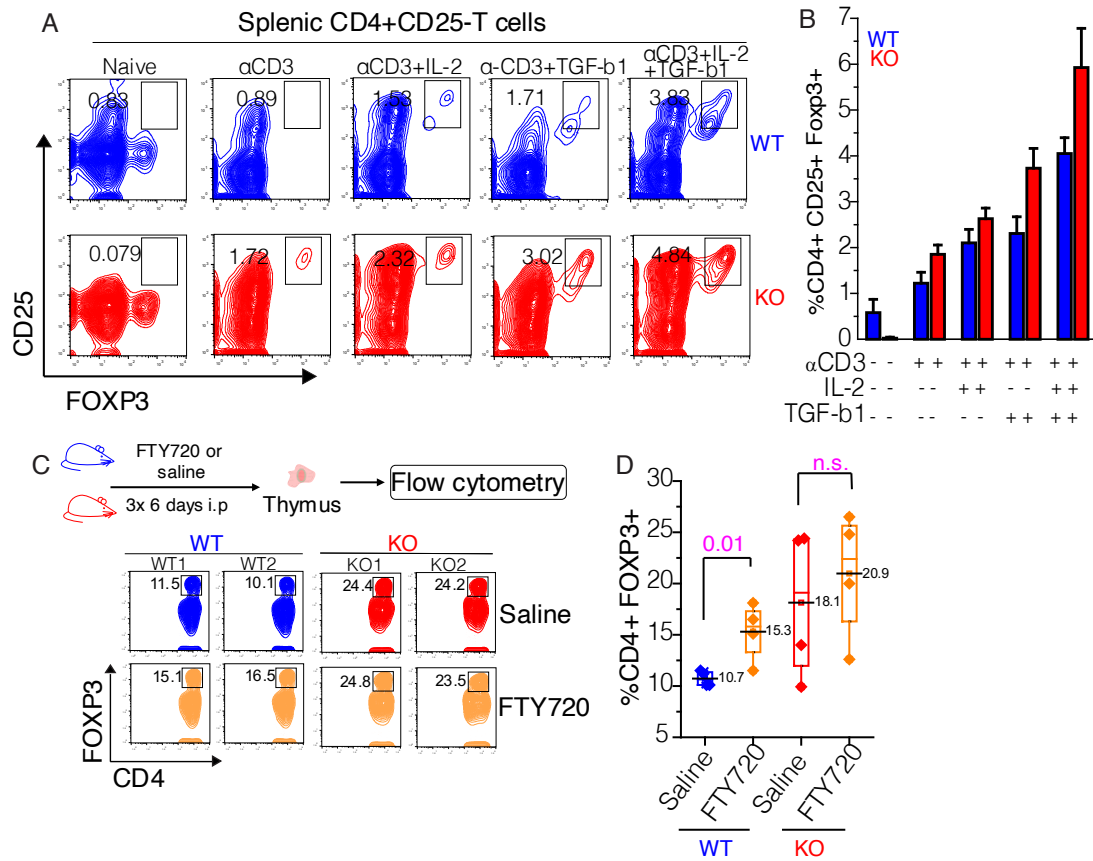 A
Splenic CD4+CD25-T cells
Naive
αCD3
αCD3+IL-2
α-CD3+TGF-b1
αCD3+IL-2
+TGF-b1
0.33
0.89
1.53
1.71
3.83
WT
0.079
1.72
2.32
3.02
4.84
KO
CD25
FOXP3
B
WT
KO
%CD4+ CD25+ Foxp3+
7
6
5
4
3
2
1
0
αCD3 - - + + + + + + + +
IL-2 - - - - + + - - + +
TGF-b1 - - - - - - + + + +
C
FTY720 or
saline
3x 6 days i.p
Thymus
Flow cytometry
WT
KO
WT1
WT2
KO1
KO2
11.5
10.1
24.4
24.2
Saline
15.1
16.5
24.8
23.5
FTY720
FOXP3
CD4
D
%CD4+ FOXP3+
30
25
20
15
10
5
n.s.
0.01
10.7
15.3
18.1
20.9
Saline
FTY720
Saline
FTY720
WT
KO